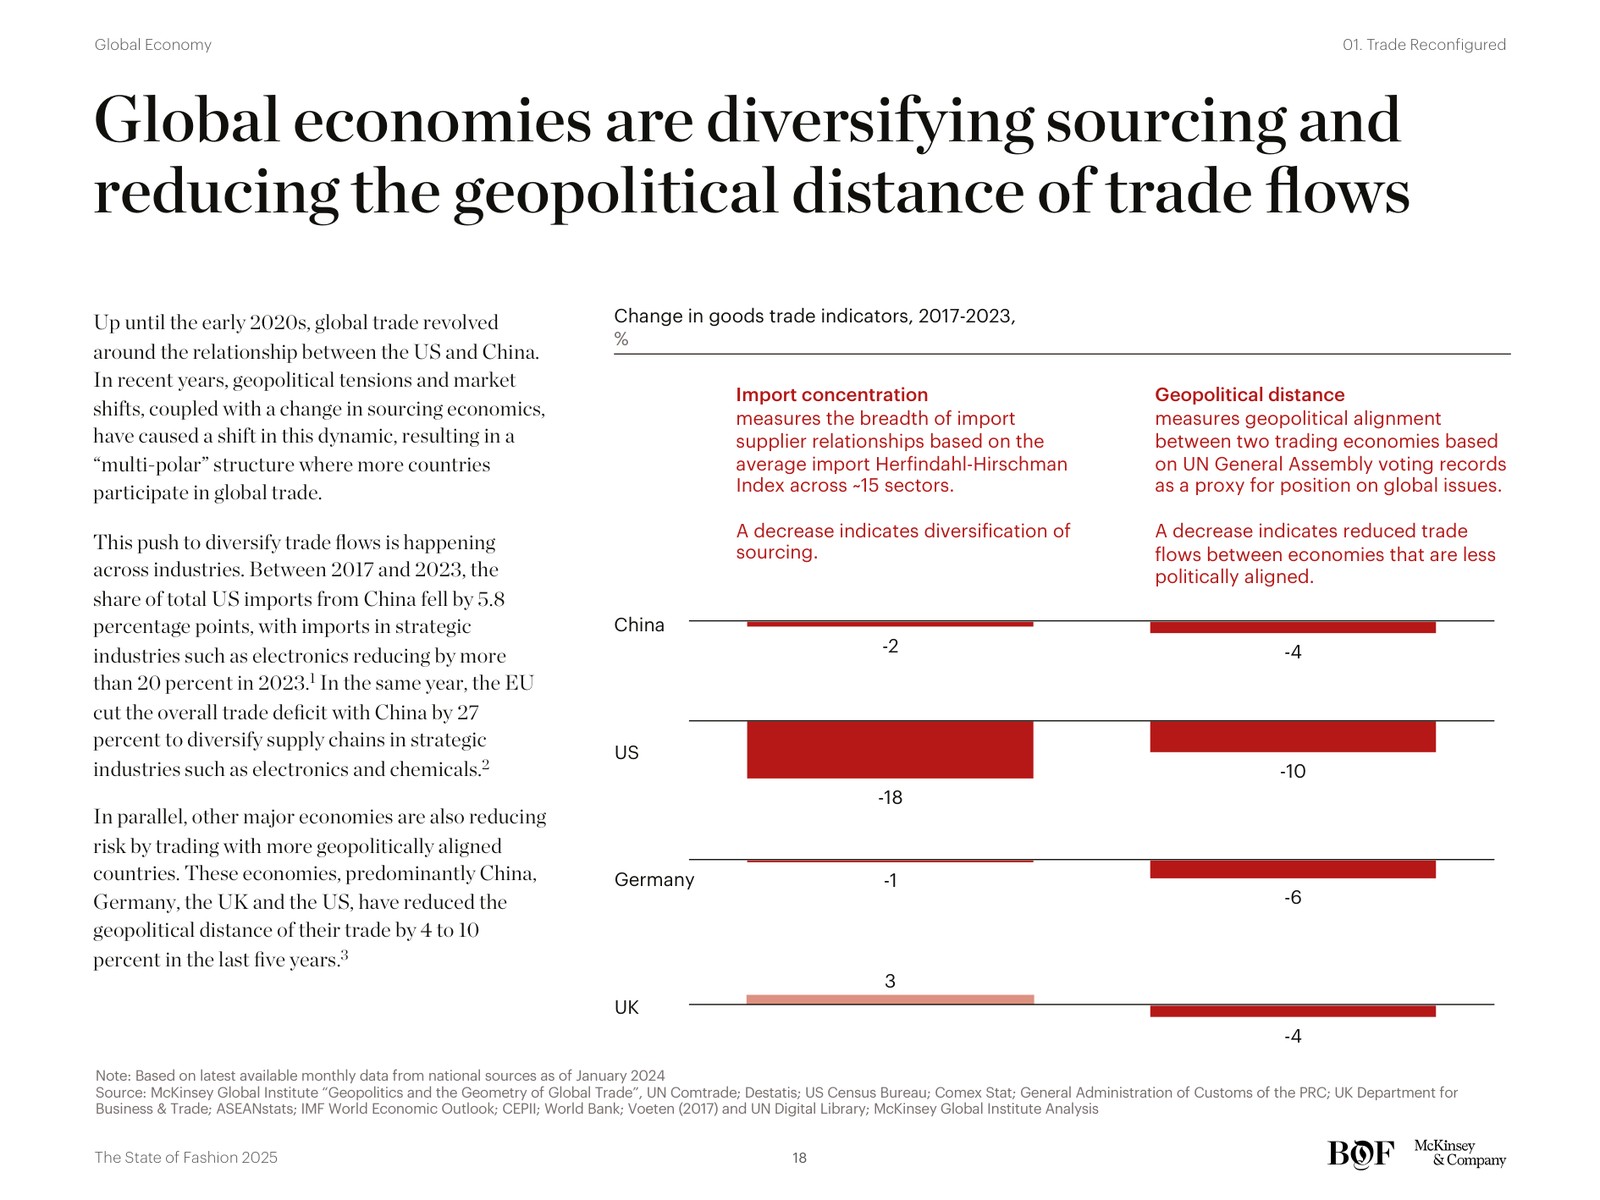 Global Economy
01. Trade Reconfigured
Global economies are diversifying sourcing and
reducing the geopolitical distance of trade flows
Up until the early 2020s, global trade revolved
around the relationship between the US and China.
In recent years, geopolitical tensions and market
shifts, coupled with a change in sourcing economics,
have caused a shift in this dynamic, resulting in a
“multi-polar” structure where more countries
participate in global trade.
This push to diversify trade flows is happening
across industries. Between 2017 and 2023, the
share of total US imports from China fell by 5.8
percentage points, with imports in strategic
industries such as electronics reducing by more
than 20 percent in 2023.1 In the same year, the EU
cut the overall trade deficit with China by 27
percent to diversify supply chains in strategic
industries such as electronics and chemicals.2
In parallel, other major economies are also reducing
risk by trading with more geopolitically aligned
countries. These economies, predominantly China,
Germany, the UK and the US, have reduced the
geopolitical distance of their trade by 4 to 10
percent in the last five years.3
Change in goods trade indicators, 2017-2023,
%
Import concentration
measures the breadth of import
supplier relationships based on the
average import Herfindahl-Hirschman
Index across ~15 sectors.
A decrease indicates diversification of
sourcing.
Geopolitical distance
measures geopolitical alignment
between two trading economies based
on UN General Assembly voting records
as a proxy for position on global issues.
A decrease indicates reduced trade
flows between economies that are less
politically aligned.
China
-2
-4
US
-18
-10
Germany
-1
-6
UK
3
-4
Note: Based on latest available monthly data from national sources as of January 2024
Source: McKinsey Global Institute “Geopolitics and the Geometry of Global Trade”, UN Comtrade; Destatis; US Census Bureau; Comex Stat; General Administration of Customs of the PRC; UK Department for
Business & Trade; ASEANstats; IMF World Economic Outlook; CEPII; World Bank; Voeten (2017) and UN Digital Library; McKinsey Global Institute Analysis
The State of Fashion 2025
18
BOF
McKinsey
& Company